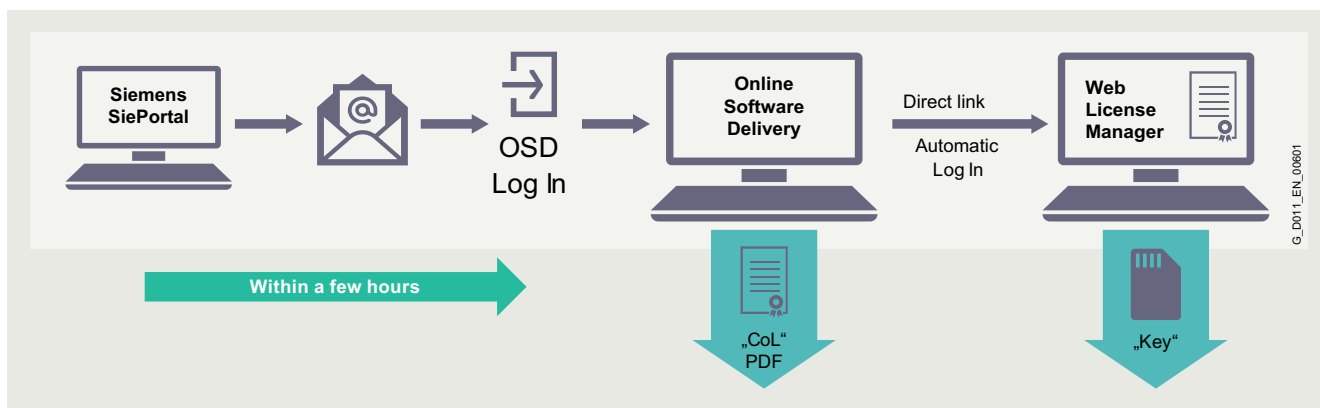 Siemens
SiePortal
@
OSD
Log In
Online
Software
Delivery
Direct link
Automatic
Log In
Web
License
Manager
G_D011_EN_00601
Within a few hours
„CoL“
PDF
„Key“